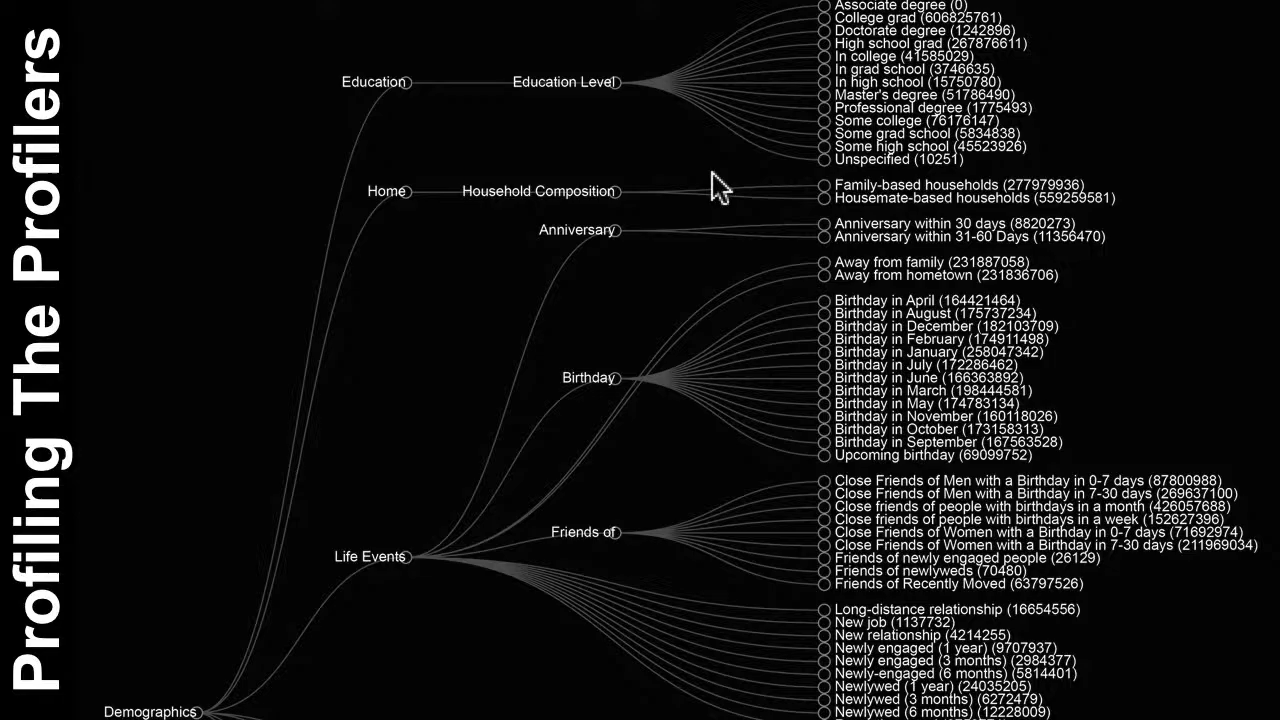 Profiling The Profilers
Education
Education Level
Associate degree (0)
College grad (606825761)
Doctorate degree (1242896)
High school grad (267876611)
In college (41585029)
In grad school (3746635)
In high school (15750780)
Master's degree (51786490)
Professional degree (1775493)
Some college (76176147)
Some grad school (5834838)
Some high school (45523926)
Unspecified (10251)
Home
Household Composition
Family-based households (277979936)
Housemate-based households (559259581)
Anniversary
Anniversary within 30 days (8820273)
Anniversary within 31-60 Days (11356470)
Away from family (231887058)
Away from hometown (231836706)
Birthday
Birthday in April (164421464)
Birthday in August (175737234)
Birthday in December (182103709)
Birthday in February (174911498)
Birthday in January (258047342)
Birthday in July (172286462)
Birthday in June (166363892)
Birthday in March (198444581)
Birthday in May (174783134)
Birthday in November (160118026)
Birthday in October (173158313)
Birthday in September (167563528)
Upcoming birthday (69099752)
Friends of
Close Friends of Men with a Birthday in 0-7 days (87800988)
Close Friends of Men with a Birthday in 7-30 days (269637100)
Close friends of people with birthdays in a month (426057688)
Close friends of people with birthdays in a week (152627396)
Close Friends of Women with a Birthday in 0-7 days (71692974)
Close Friends of Women with a Birthday in 7-30 days (211969034)
Friends of newly engaged people (26129)
Friends of newlyweds (70480)
Friends of Recently Moved (63797526)
Life Events
Long-distance relationship (16654556)
New job (1137732)
New relationship (4214255)
Newly engaged (1 year) (9707937)
Newly engaged (3 months) (2984377)
Newly-engaged (6 months) (5814401)
Newlywed (1 year) (24035205)
Newlywed (3 months) (6272479)
Newlywed (6 months) (12228009)
Demographics